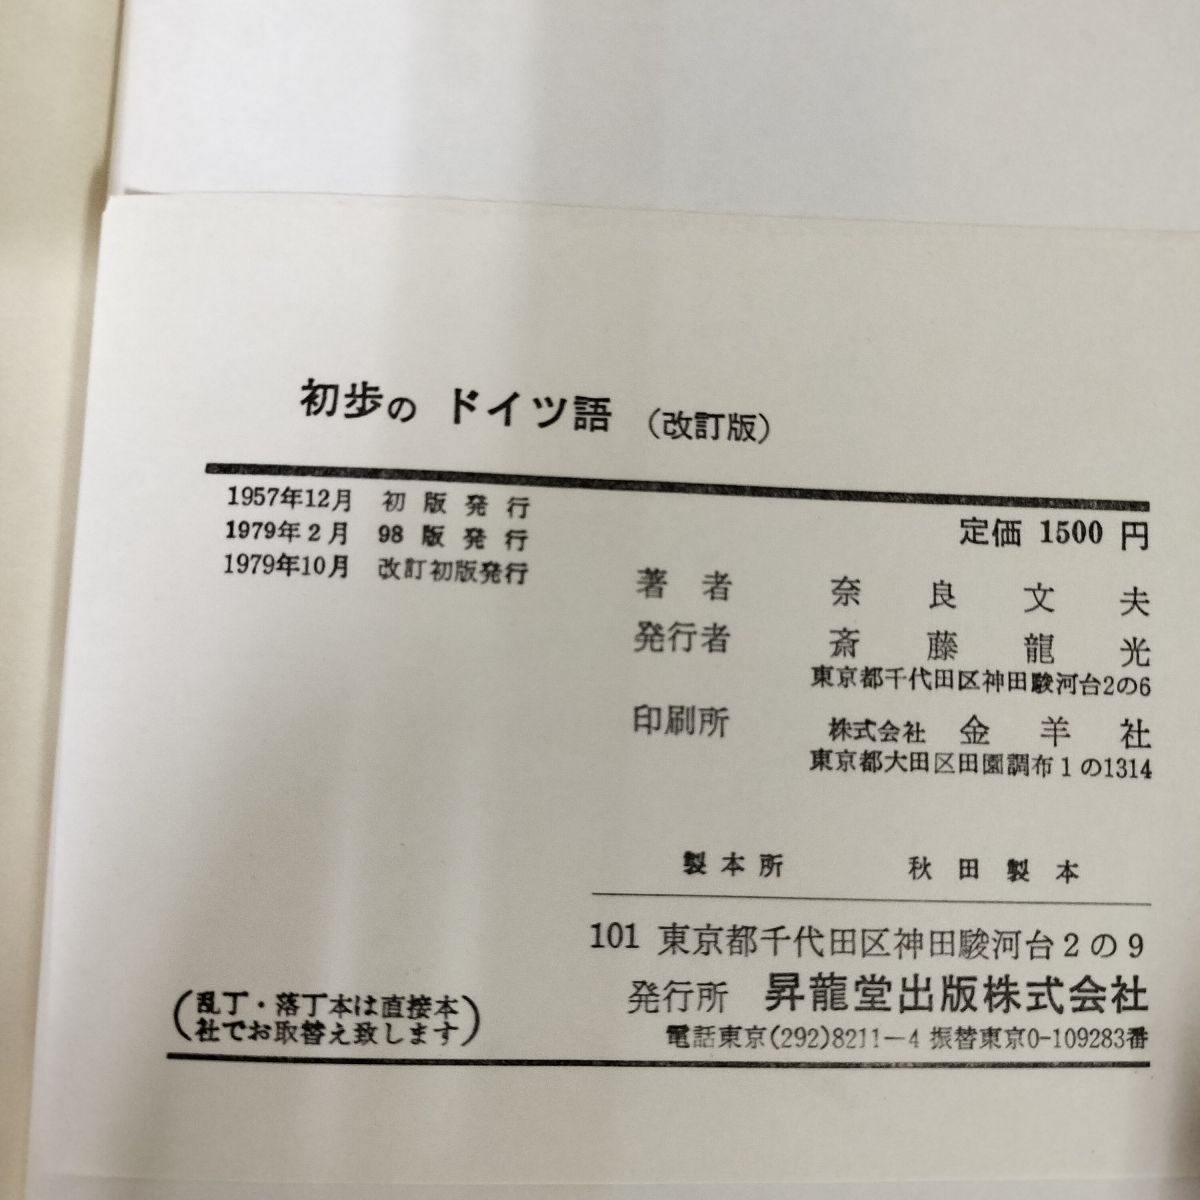 初歩の ドイツ語 (改訂版)
1957年12月 初版発行
1979年2月 98版発行
1979年10月 改訂初版発行
定価 1500 円
著者 奈良文夫
発行者 斎藤龍光
東京都千代田区神田駿河台2の6
印刷所 株式会社 金羊社
東京都大田区田園調布1の1314
製本所 秋田製本
101 東京都千代田区神田駿河台2の9
発行所 昇龍堂出版株式会社
電話東京(292)8211―4 振替東京0-109283番
(乱丁・落丁本は直接本
社でお取替え致します)